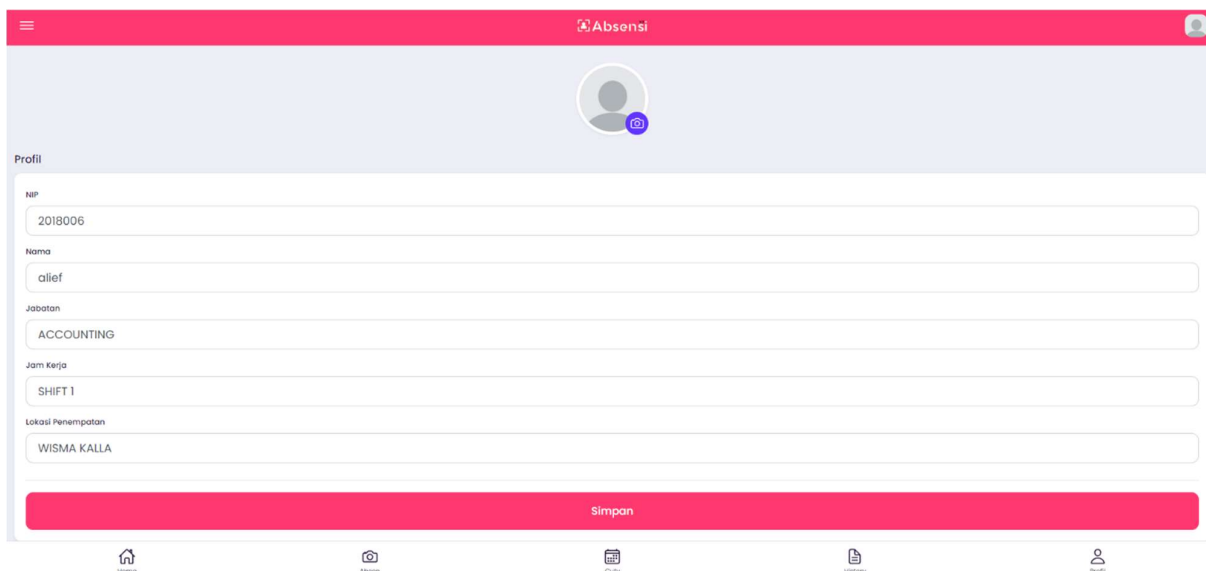 Absensi
Profil
NIP
2018006
Nama
alief
Jabatan
ACCOUNTING
Jam Kerja
SHIFT 1
Lokasi Penempatan
WISMA KALLA
Simpan